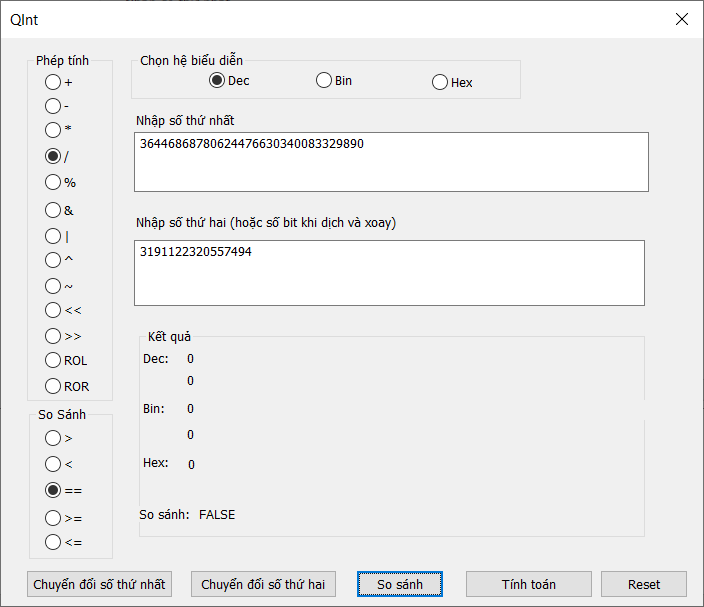 QInt
Phép tính
+
-
*
/
%
&
|
^
~
<<
>>
ROL
ROR
So Sánh
>
<
==
>=
<=
Chọn hệ biểu diễn
Dec Bin Hex
Nhập số thứ nhất
36446868780624476630340083329890
Nhập số thứ hai (hoặc số bit khi dịch và xoay)
3191122320557494
Kết quả
Dec: 0
0
Bin: 0
0
Hex: 0
So sánh: FALSE
Chuyển đổi số thứ nhất Chuyển đổi số thứ hai So sánh Tính toán Reset